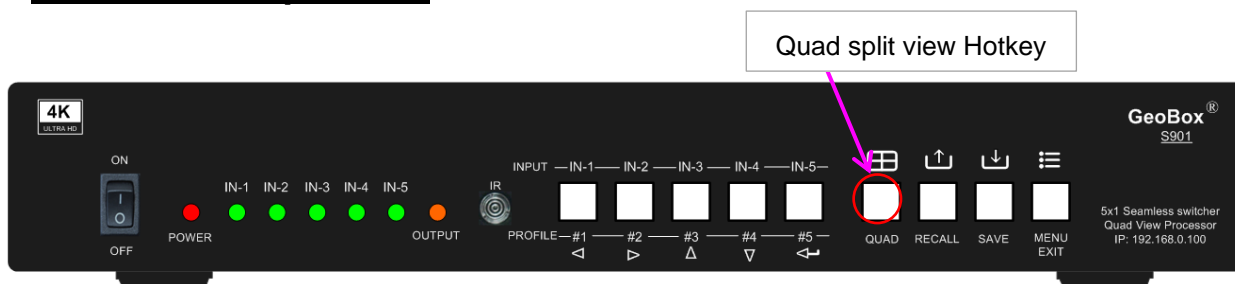 Quad split view Hotkey
4K
ULTRA HD
GeoBox®
S901
ON
OFF
POWER
IN-1 IN-2 IN-3 IN-4 IN-5
OUTPUT
IR
INPUT IN-1 IN-2 IN-3 IN-4 IN-5
PROFILE #1 #2 #3 #4 #5
QUAD RECALL SAVE MENU
EXIT
5x1 Seamless switcher
Quad View Processor
IP: 192.168.0.100